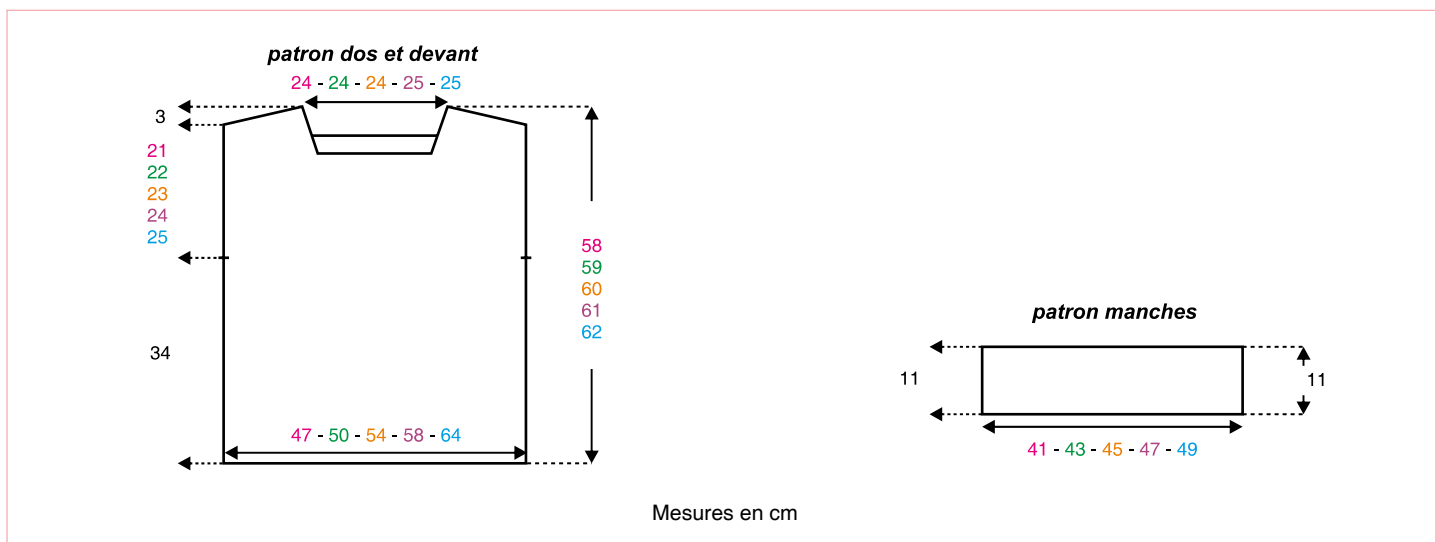 patron dos et devant
24 - 24 - 24 - 25 - 25
3
21
22
23
24
25
34
58
59
60
61
62
47 - 50 - 54 - 58 - 64
patron manches
11
11
41 - 43 - 45 - 47 - 49
Mesures en cm